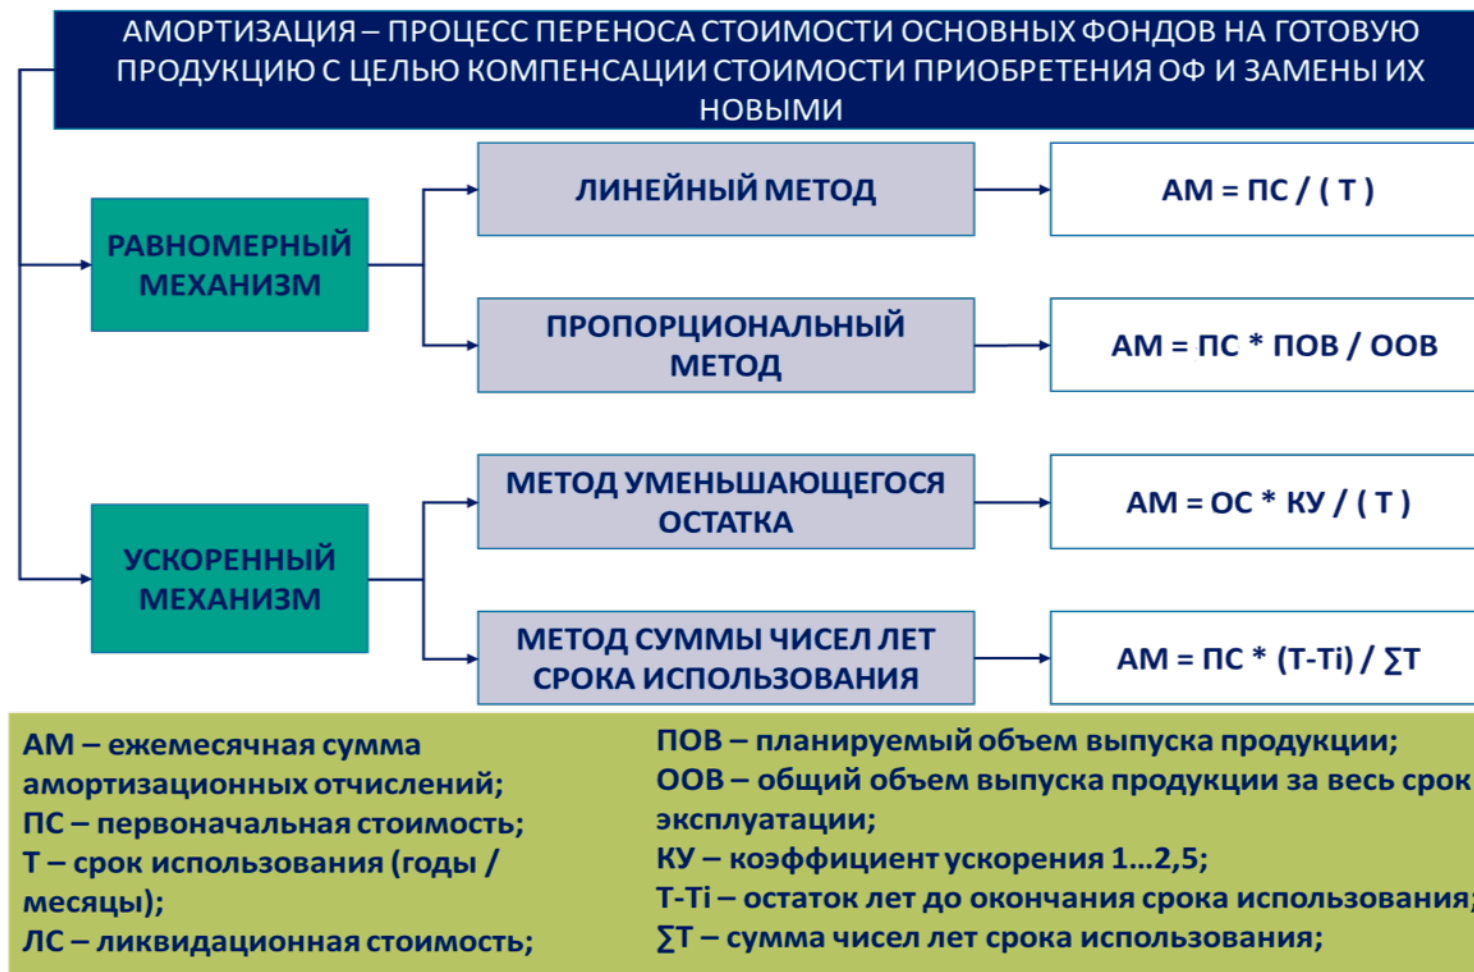 АМОРТИЗАЦИЯ – ПРОЦЕСС ПЕРЕНОСА СТОИМОСТИ ОСНОВНЫХ ФОНДОВ НА ГОТОВУЮ
ПРОДУКЦИЮ С ЦЕЛЬЮ КОМПЕНСАЦИИ СТОИМОСТИ ПРИОБРЕТЕНИЯ ОФ И ЗАМЕНЫ ИХ
НОВЫМИ
РАВНОМЕРНЫЙ
МЕХАНИЗМ
ЛИНЕЙНЫЙ МЕТОД
АМ = ПС / ( Т )
ПРОПОРЦИОНАЛЬНЫЙ
МЕТОД
АМ = ПС * ПОВ / ООВ
УСКОРЕННЫЙ
МЕХАНИЗМ
МЕТОД УМЕНЬШАЮЩЕГОСЯ
ОСТАТКА
АМ = ОС * КУ / ( Т )
МЕТОД СУММЫ ЧИСЕЛ ЛЕТ
СРОКА ИСПОЛЬЗОВАНИЯ
АМ = ПС * (Т-Тi) / ∑Т
АМ – ежемесячная сумма
амортизационных отчислений;
ПС – первоначальная стоимость;
Т – срок использования (годы /
месяцы);
ЛС – ликвидационная стоимость;
ПОВ – планируемый объем выпуска продукции;
ООВ – общий объем выпуска продукции за весь срок
эксплуатации;
КУ – коэффициент ускорения 1...2,5;
Т-Тi – остаток лет до окончания срока использования;
∑Т – сумма чисел лет срока использования;